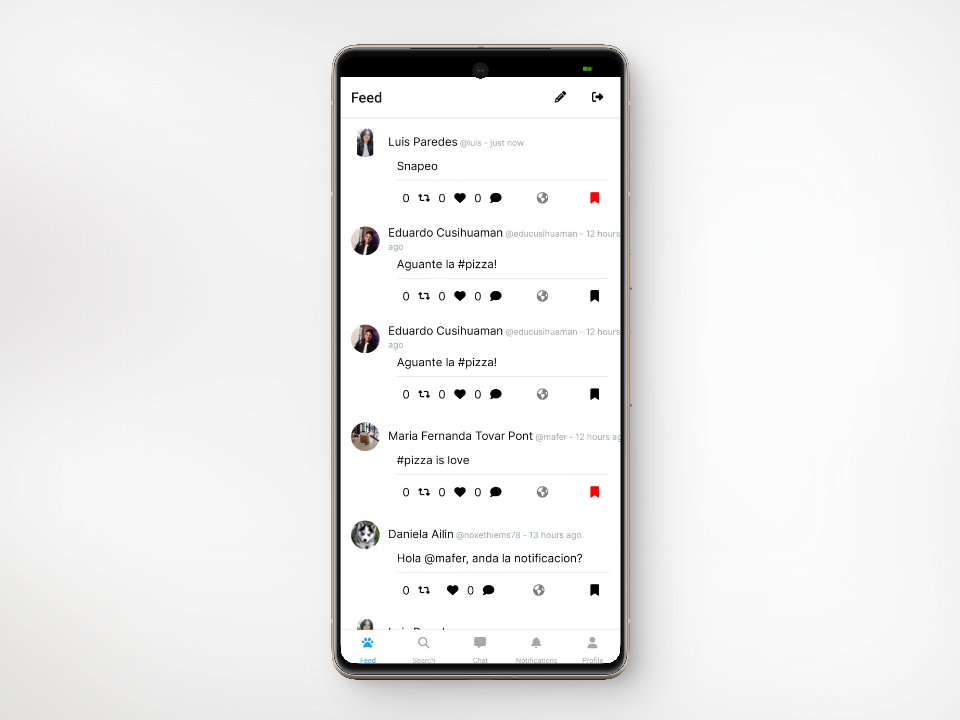 Feed
Luis Paredes @luis - just now
Snapeo
0 0 0
Eduardo Cusihuaman @educusihuaman - 12 hours
ago
Aguante la #pizza!
0 0 0
Eduardo Cusihuaman @educusihuaman - 12 hours
ago
Aguante la #pizza!
0 0 0
Maria Fernanda Tovar Pont @mafer - 12 hours ag
#pizza is love
0 0 0
Daniela Ailin @noxethiems78 - 13 hours ago
Hola @mafer, anda la notificacion?
0 0
Feed Search Chat Notifications Profile